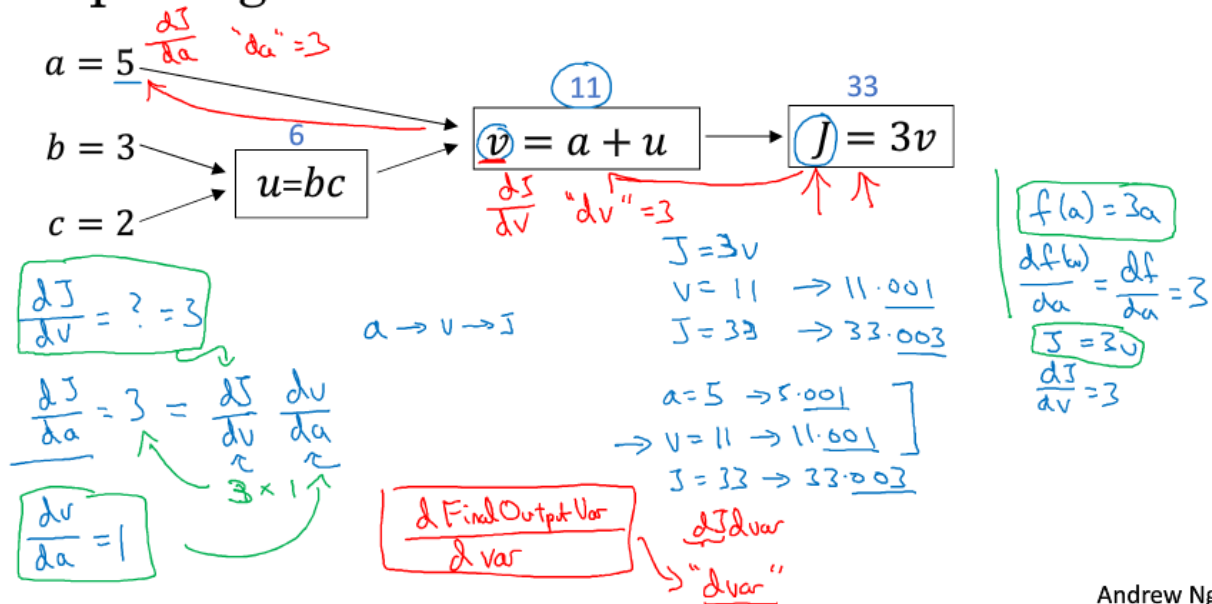 dJ/da "da" = 3
a = 5
b = 3
c = 2
6
u=bc
11
v = a + u
dJ/dv "dv" = 3
33
J = 3v
J = 3v
v = 11 → 11.001
J = 33 → 33.003
a = 5 → 5.001
→ v = 11 → 11.001
J = 33 → 33.003
f(a) = 3a
df(a)/da = df/da = 3
J = 3v
dJ/dv = 3
dJ/dv = ? = 3
a → v → J
dJ/da = 3 = dJ/dv dv/da
3 × 1
dv/da = 1
d FinalOutputVar / d var
dJdvar
"dvar"
Andrew Ng